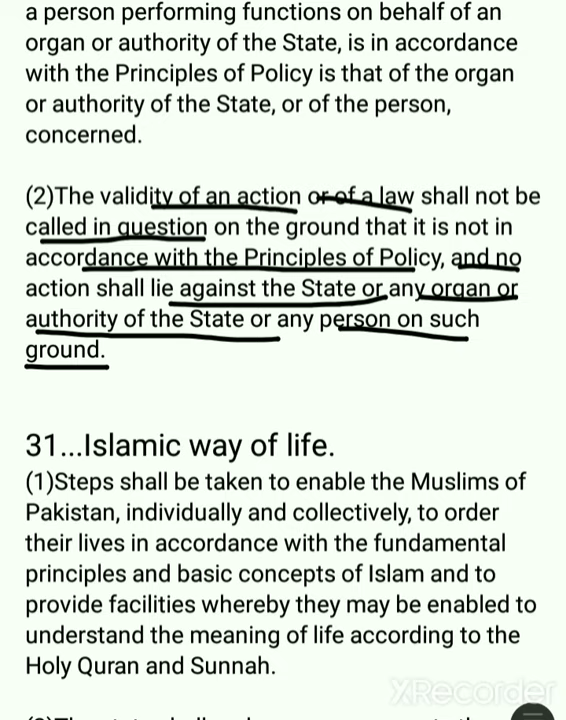 a person performing functions on behalf of an
organ or authority of the State, is in accordance
with the Principles of Policy is that of the organ
or authority of the State, or of the person,
concerned.
(2)The validity of an action or of a law shall not be
called in question on the ground that it is not in
accordance with the Principles of Policy, and no
action shall lie against the State or any organ or
authority of the State or any person on such
ground.
31...Islamic way of life.
(1)Steps shall be taken to enable the Muslims of
Pakistan, individually and collectively, to order
their lives in accordance with the fundamental
principles and basic concepts of Islam and to
provide facilities whereby they may be enabled to
understand the meaning of life according to the
Holy Quran and Sunnah.
XRecorder